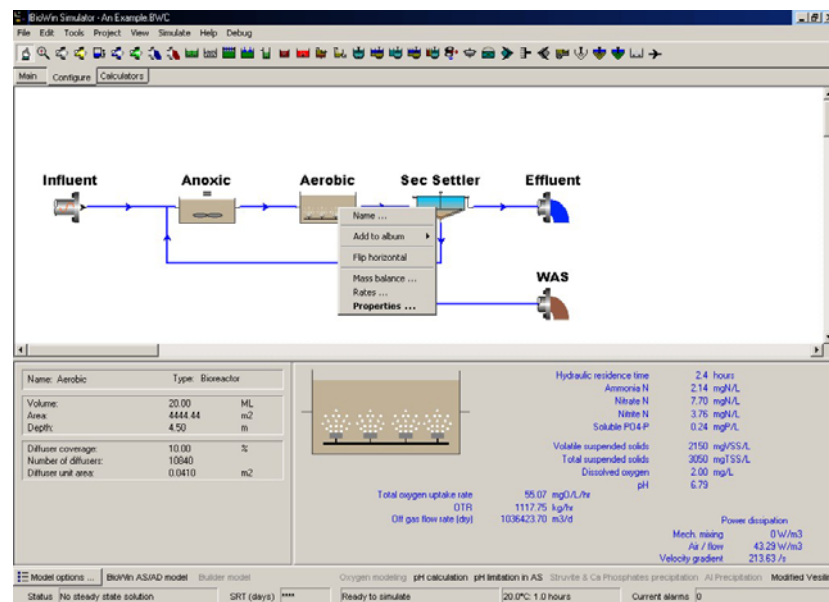 BioWin Simulator - An Example.BWC
File Edit Tools Project View Simulate Help Debug
Main Configure Calculators
Influent Anoxic Aerobic Sec Settler Effluent
Name ...
Add to album
Flip horizontal
Mass balance ...
Rates ...
Properties ...
WAS
Name: Aerobic Type: Bioreactor
Volume: 20.00 ML
Area: 4444.44 m2
Depth: 4.50 m
Diffuser coverage: 10.00 %
Number of diffusers: 10840
Diffuser unit area: 0.0410 m2
Hydraulic residence time 2.4 hours
Ammonia N 2.14 mgN/L
Nitrate N 7.70 mgN/L
Nitrite N 3.76 mgN/L
Soluble PO4-P 0.24 mgP/L
Volatile suspended solids 2150 mgVSS/L
Total suspended solids 3050 mgTSS/L
Dissolved oxygen 2.00 mg/L
pH 6.79
Total oxygen uptake rate 55.07 mgO/L/hr
OTR 1117.75 kg/hr
Off gas flow rate (dry) 1036423.70 m3/d
Power dissipation
Mech. mixing 0 W/m3
Air / flow 43.29 W/m3
Velocity gradient 213.63 /s
Model options ... BioWin AS/AD model Builder model Oxygen modeling pH calculation pH limitation in AS Struvite & Ca Phosphates precipitation Al Precipitation Modified Vesili
Status No steady state solution SRT (days) **** Ready to simulate 20.0°C: 1.0 hours Current alarms 0